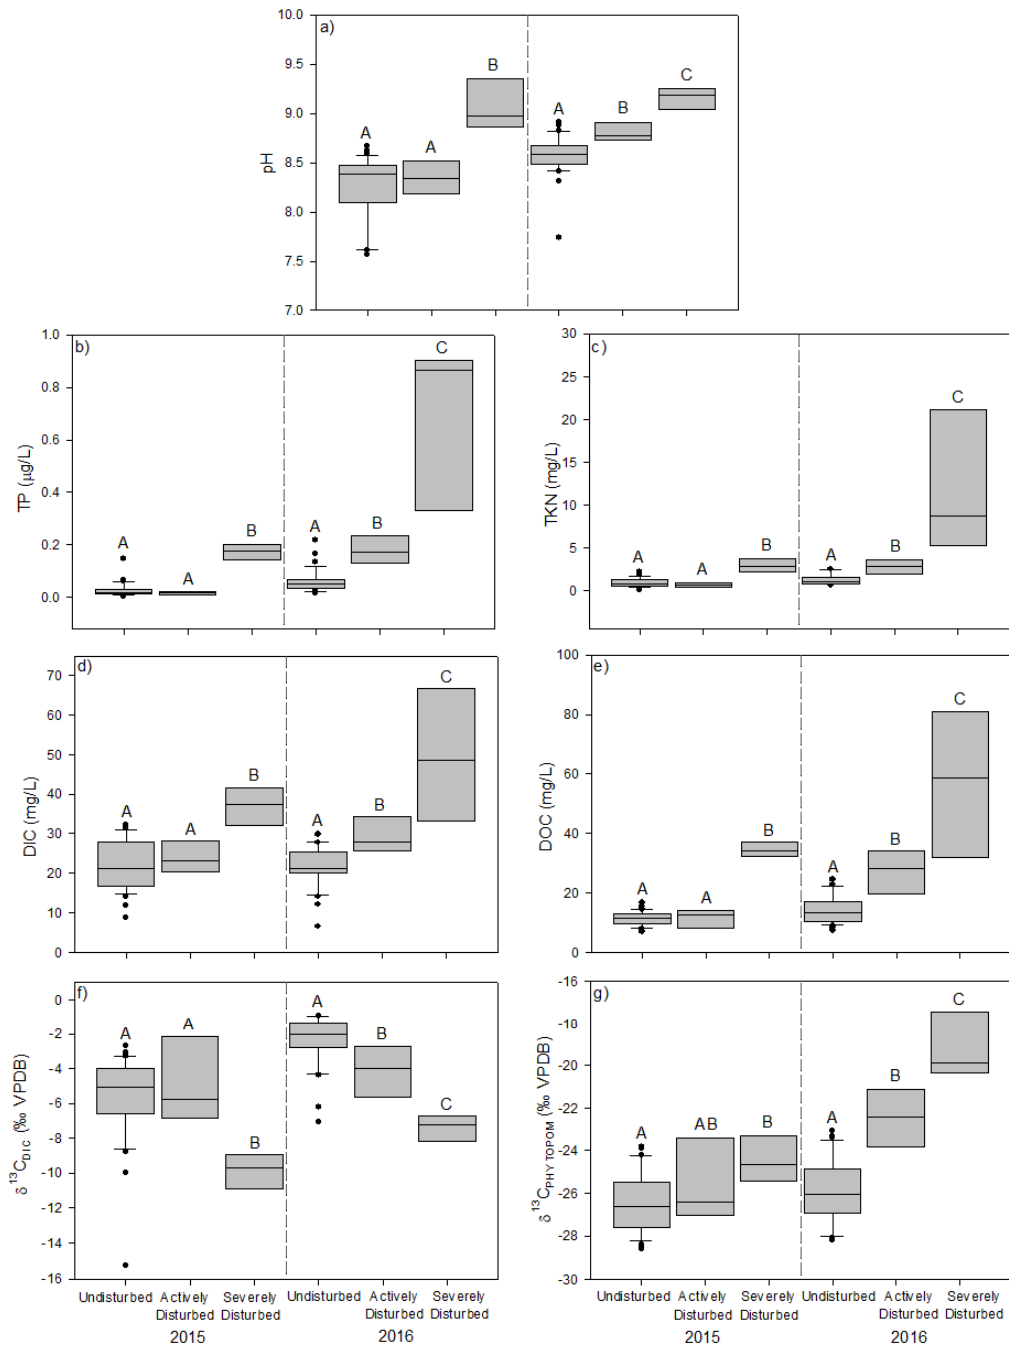 a)
10.0
9.5
9.0
8.5
8.0
7.5
7.0
pH
A
A
B
A
B
C
b)
1.0
0.8
0.6
0.4
0.2
0.0
TP (µg/L)
A
A
B
A
B
C
c)
30
25
20
15
10
5
0
TKN (mg/L)
A
A
B
A
B
C
d)
70
60
50
40
30
20
10
0
DIC (mg/L)
A
A
B
A
B
C
e)
100
80
60
40
20
0
DOC (mg/L)
A
A
B
A
B
C
f)
0
-2
-4
-6
-8
-10
-12
-14
-16
δ ¹³C DIC (‰ VPDB)
A
A
B
A
B
C
g)
-16
-18
-20
-22
-24
-26
-28
-30
δ ¹³C PHYTOPOM (‰ VPDB)
A
AB
B
A
B
C
Undisturbed Actively Severely Undisturbed Actively Severely
Disturbed Disturbed Disturbed Disturbed
2015 2016
Undisturbed Actively Severely Undisturbed Actively Severely
Disturbed Disturbed Disturbed Disturbed
2015 2016